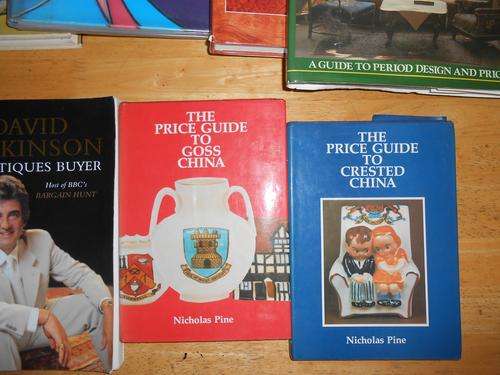 A GUIDE TO PERIOD DESIGN AND PRIC
DAVID
KINSON
TIQUES BUYER
Host of BBC's
BARGAIN HUNT
THE
PRICE GUIDE
TO
GOSS
CHINA
Nicholas Pine
THE
PRICE GUIDE
TO
CRESTED
CHINA
Nicholas Pine